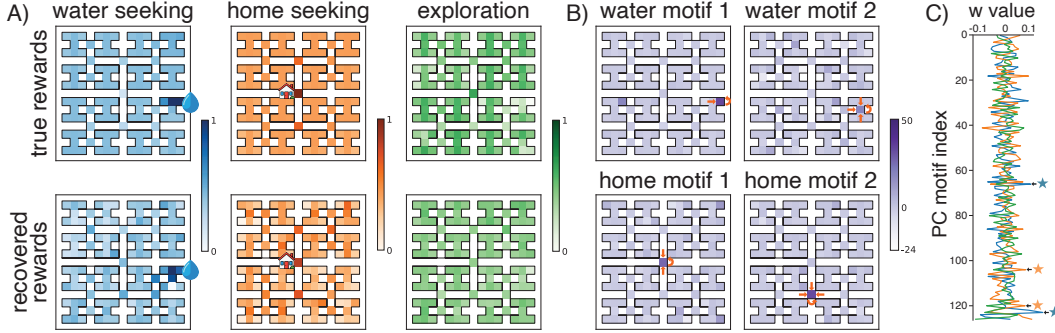 A)
water seeking
home seeking
exploration
true rewards
1
0
1
0
1
0
recovered
rewards
B)
water motif 1
water motif 2
home motif 1
home motif 2
50
0
-24
C)
w value
-0.1
0
0.1
PC motif index
0
20
40
60
80
100
120